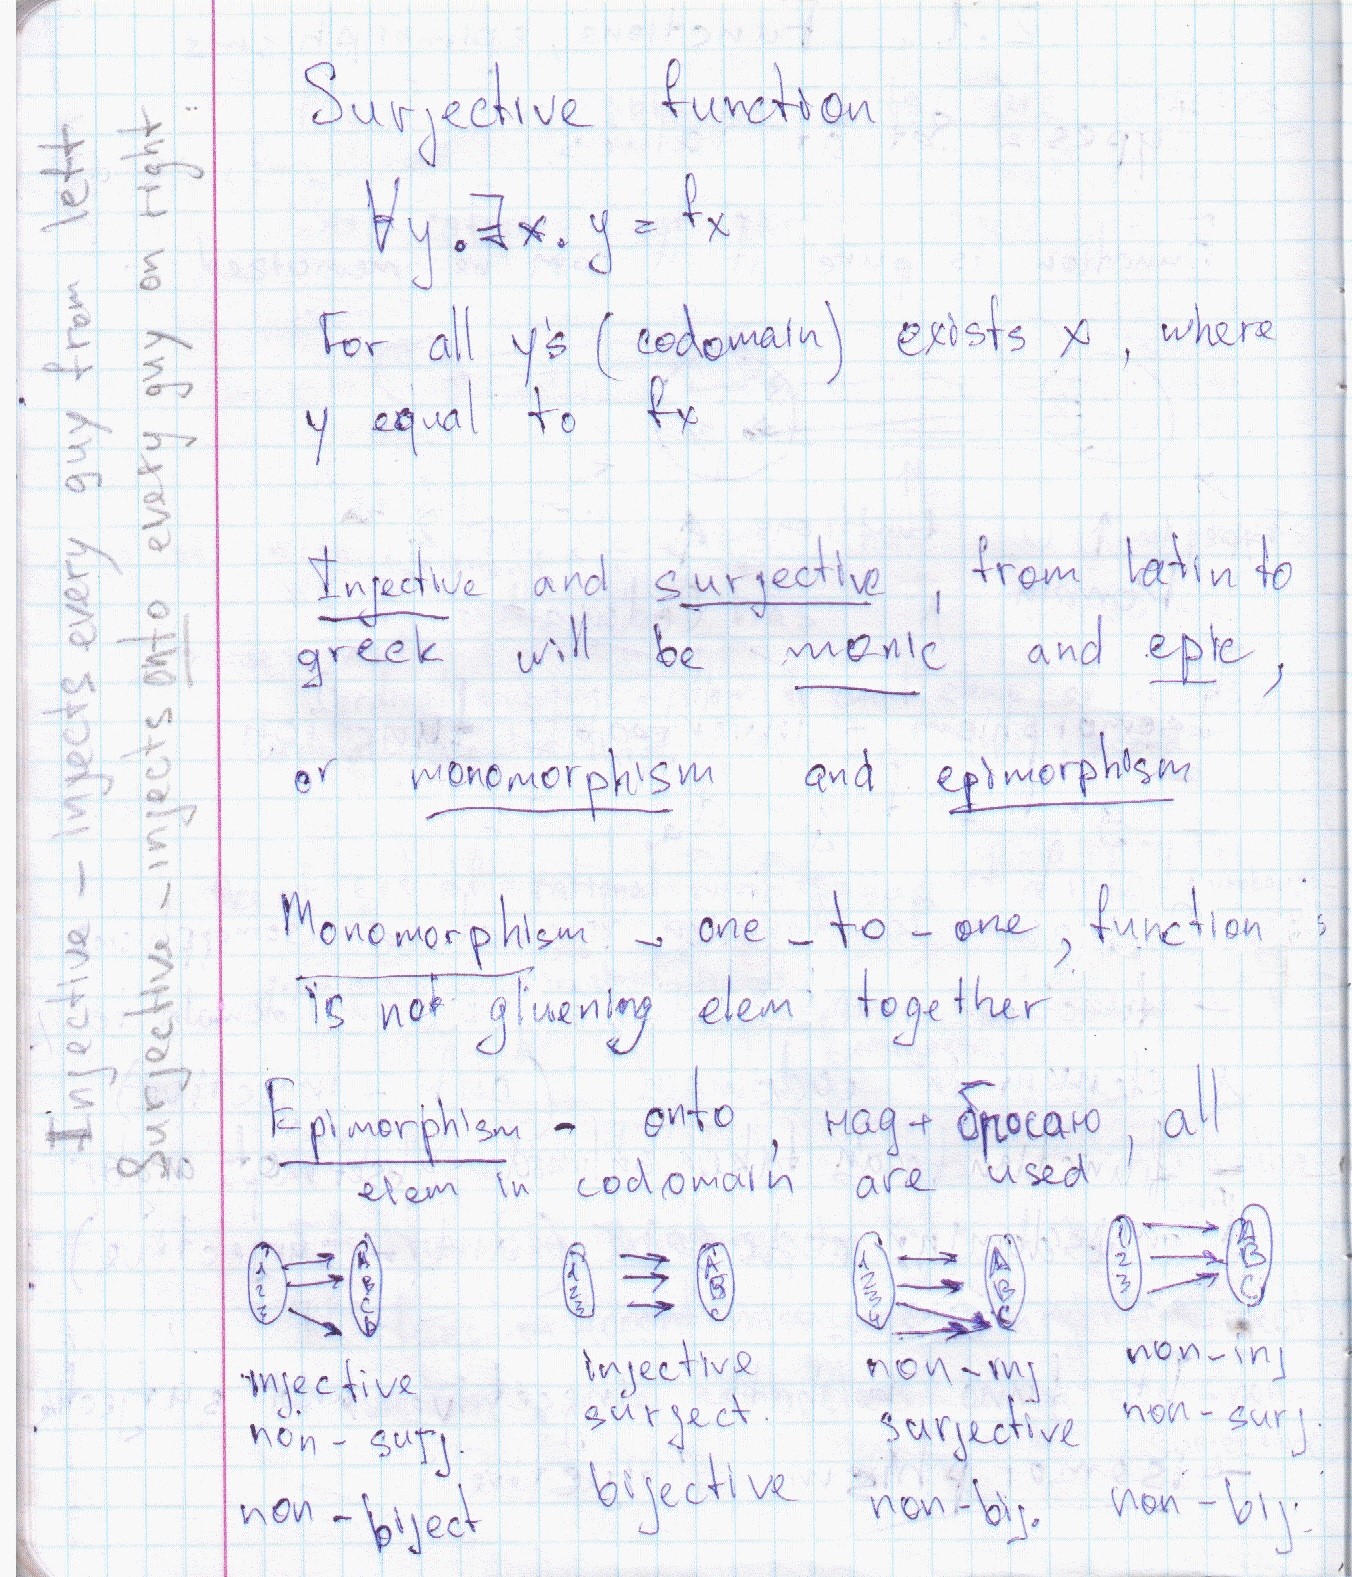 Surjective function
∀y.∃x. y = fx
For all y's (codomain) exists x, where
y equal to fx
Injective and surjective, from latin to
greek will be monic and epic,
or monomorphism and epimorphism
Monomorphism - one-to-one, function
is not gluening elem together
Epimorphism - onto, над + бросаю, all
elem in codomain are used
1 2 3 A B C D
1 2 3 A B C
1 2 3 4 A B C
1 2 3 A B C
injective injective non-inj non-inj
non-surj. surject. surjective non-surj.
non-biject bijective non-bij. non-bij.
Injective - injects every guy from left
Surjective - injects onto every guy on right